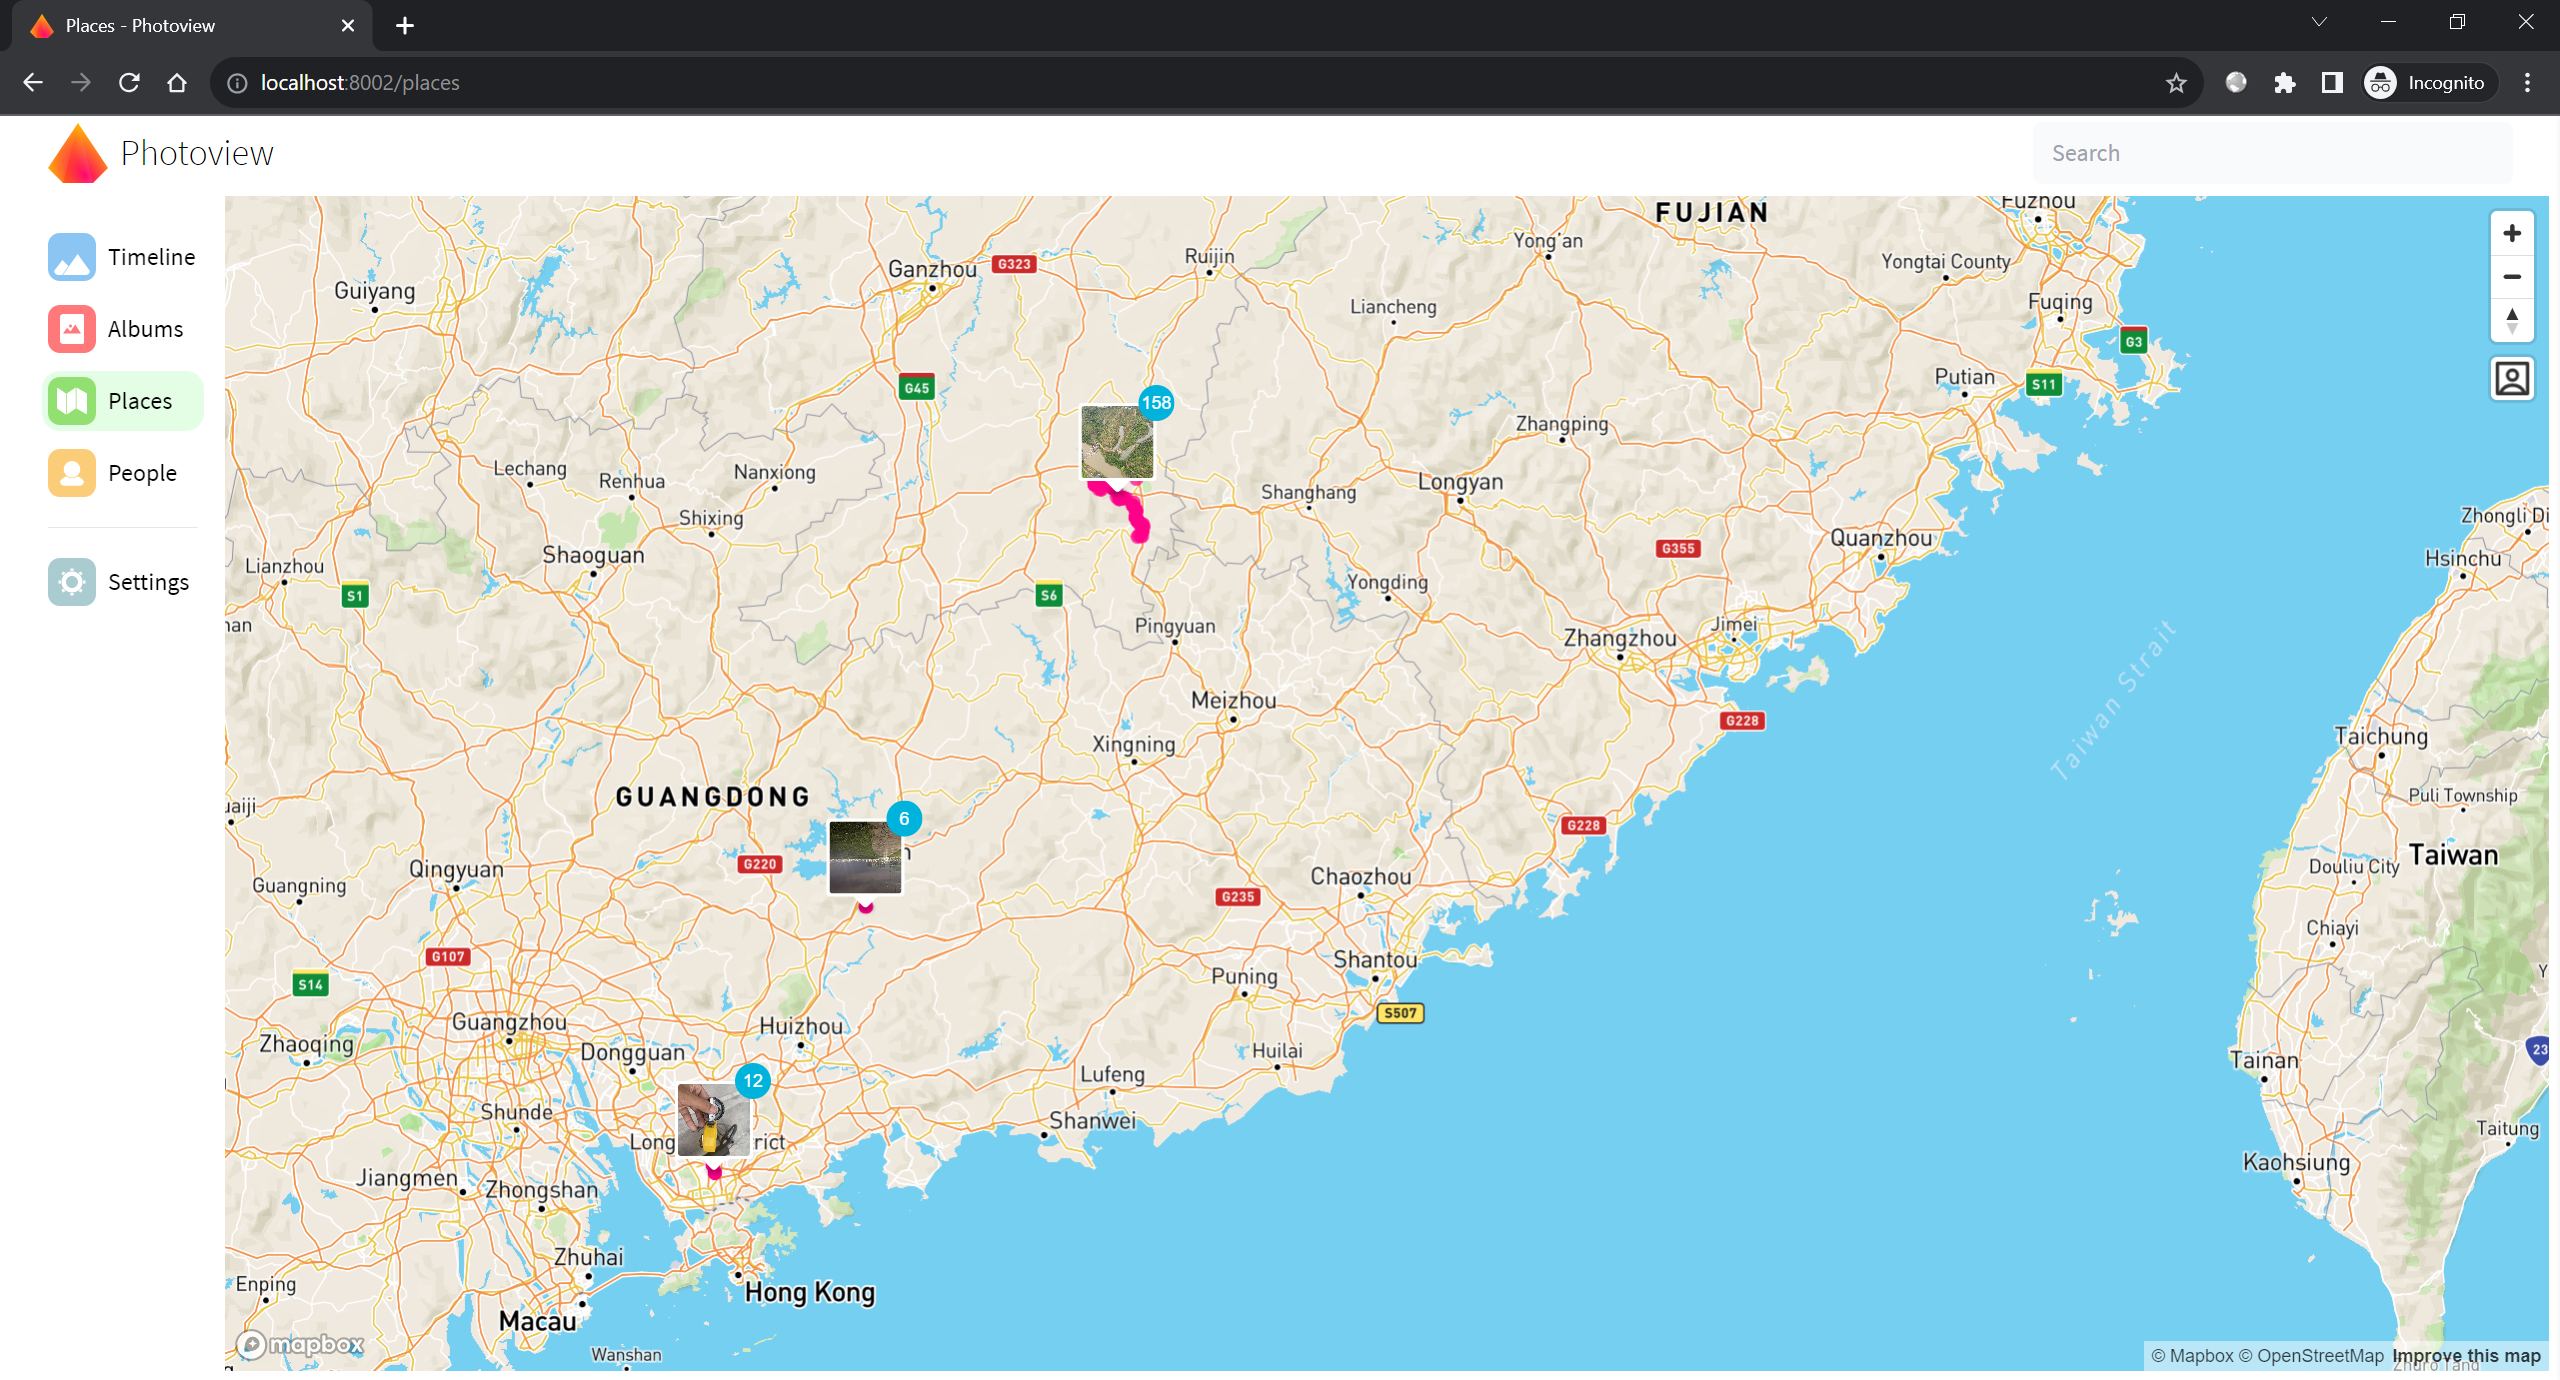 Places - Photoview
localhost:8002/places
Incognito
Photoview
Search
Timeline
Albums
Places
People
Settings
FUJIAN
Fuzhou
Yong'an
Ruijin
Ganzhou
G323
Yongtai County
Guiyang
Fuqing
Liancheng
G3
Putian
S11
G45
158
Zhangping
Lechang
Renhua
Nanxiong
Longyan
Shanghang
Zhongli Di
Shixing
Quanzhou
G355
Shaoguan
Hsinchu
Lianzhou
Yongding
S1
S6
Pingyuan
Jimei
Zhangzhou
Taiwan Strait
Meizhou
G228
Taichung
Xingning
GUANGDONG
Puli Township
6
G228
Taiwan
Qingyuan
G220
Douliu City
Chaozhou
Guangning
G235
Chiayi
G107
Shantou
Puning
S14
S507
Guangzhou
Huizhou
Zhaoqing
Dongguan
Huilai
23
Tainan
Lufeng
12
Shunde
Shanwei
Taitung
Long rict
Kaohsiung
Jiangmen
Zhongshan
Zhuhai
Enping
Hong Kong
Macau
mapbox
Wanshan
© Mapbox © OpenStreetMap Improve this map